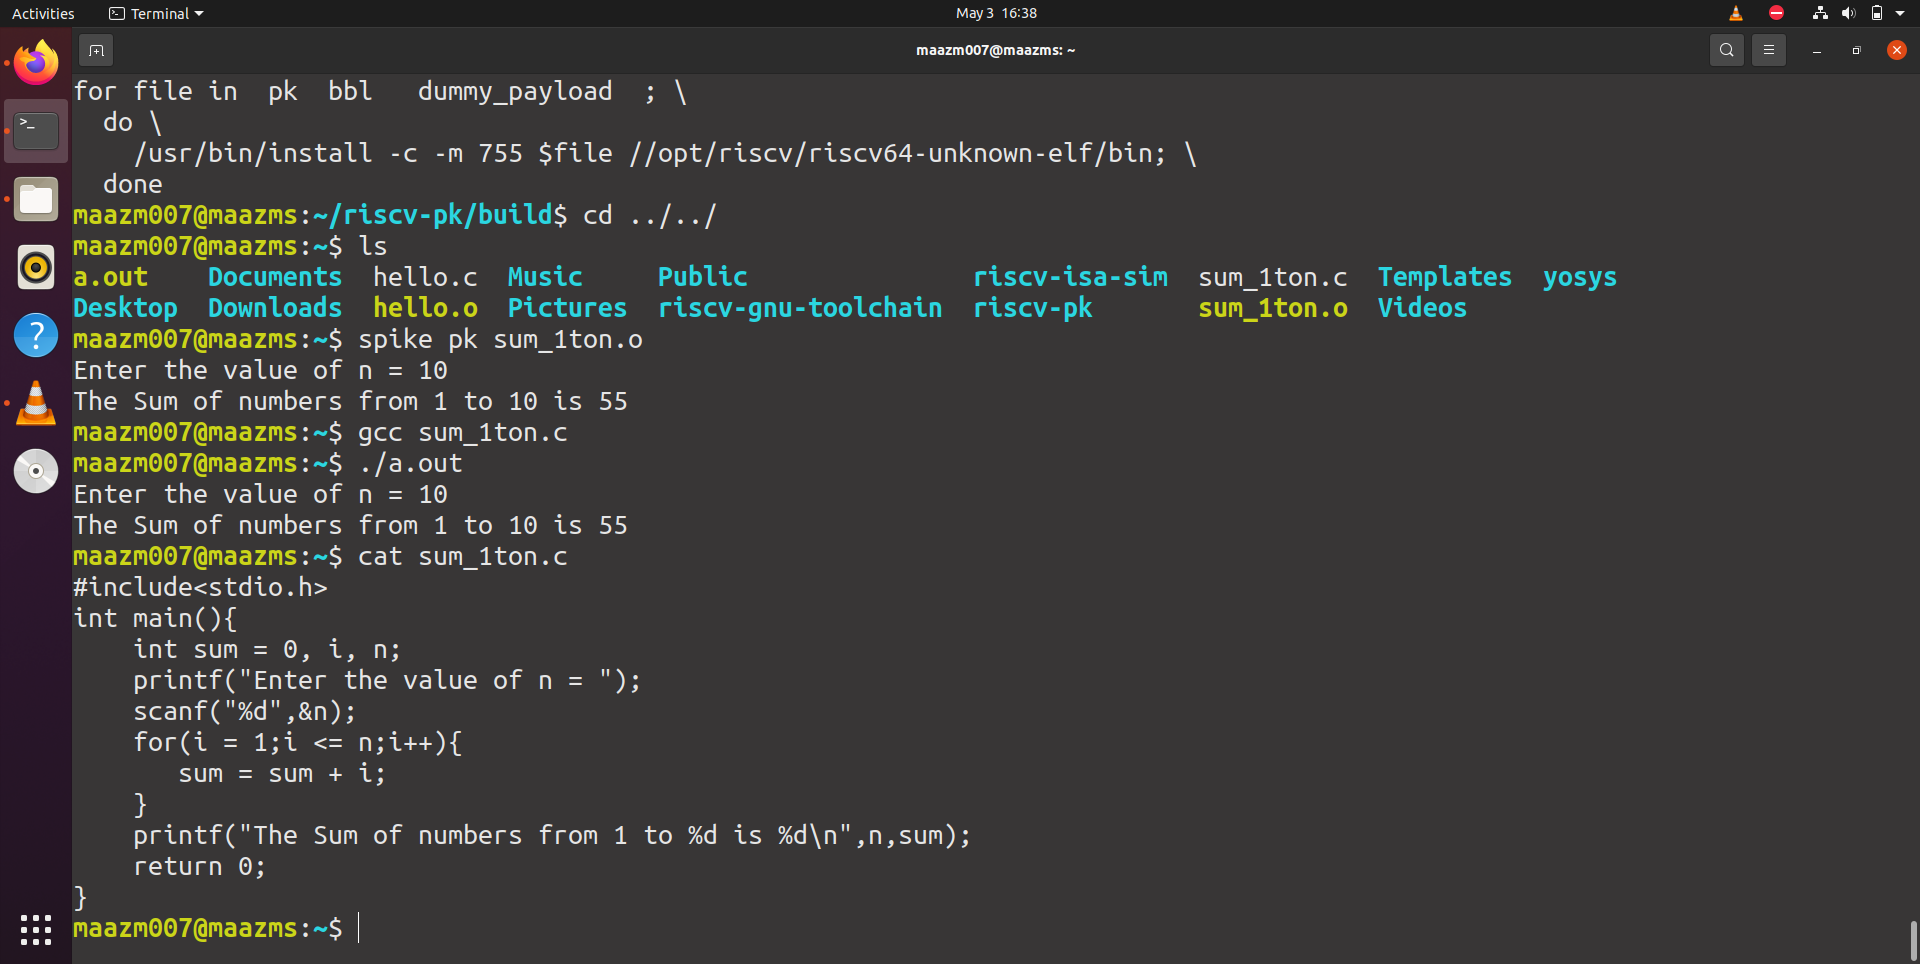 Activities Terminal May 3 16:38
maazm007@maazms: ~
for file in  pk  bbl   dummy_payload  ; \
  do \
    /usr/bin/install -c -m 755 $file //opt/riscv/riscv64-unknown-elf/bin; \
  done
maazm007@maazms:~/riscv-pk/build$ cd ../../
maazm007@maazms:~$ ls
a.out    Documents  hello.c  Music     Public               riscv-isa-sim  sum_1ton.c  Templates  yosys
Desktop  Downloads  hello.o  Pictures  riscv-gnu-toolchain  riscv-pk       sum_1ton.o  Videos
maazm007@maazms:~$ spike pk sum_1ton.o
Enter the value of n = 10
The Sum of numbers from 1 to 10 is 55
maazm007@maazms:~$ gcc sum_1ton.c
maazm007@maazms:~$ ./a.out
Enter the value of n = 10
The Sum of numbers from 1 to 10 is 55
maazm007@maazms:~$ cat sum_1ton.c
#include<stdio.h>
int main(){
    int sum = 0, i, n;
    printf("Enter the value of n = ");
    scanf("%d",&n);
    for(i = 1;i <= n;i++){
       sum = sum + i;
    }
    printf("The Sum of numbers from 1 to %d is %d\n",n,sum);
    return 0;
}
maazm007@maazms:~$